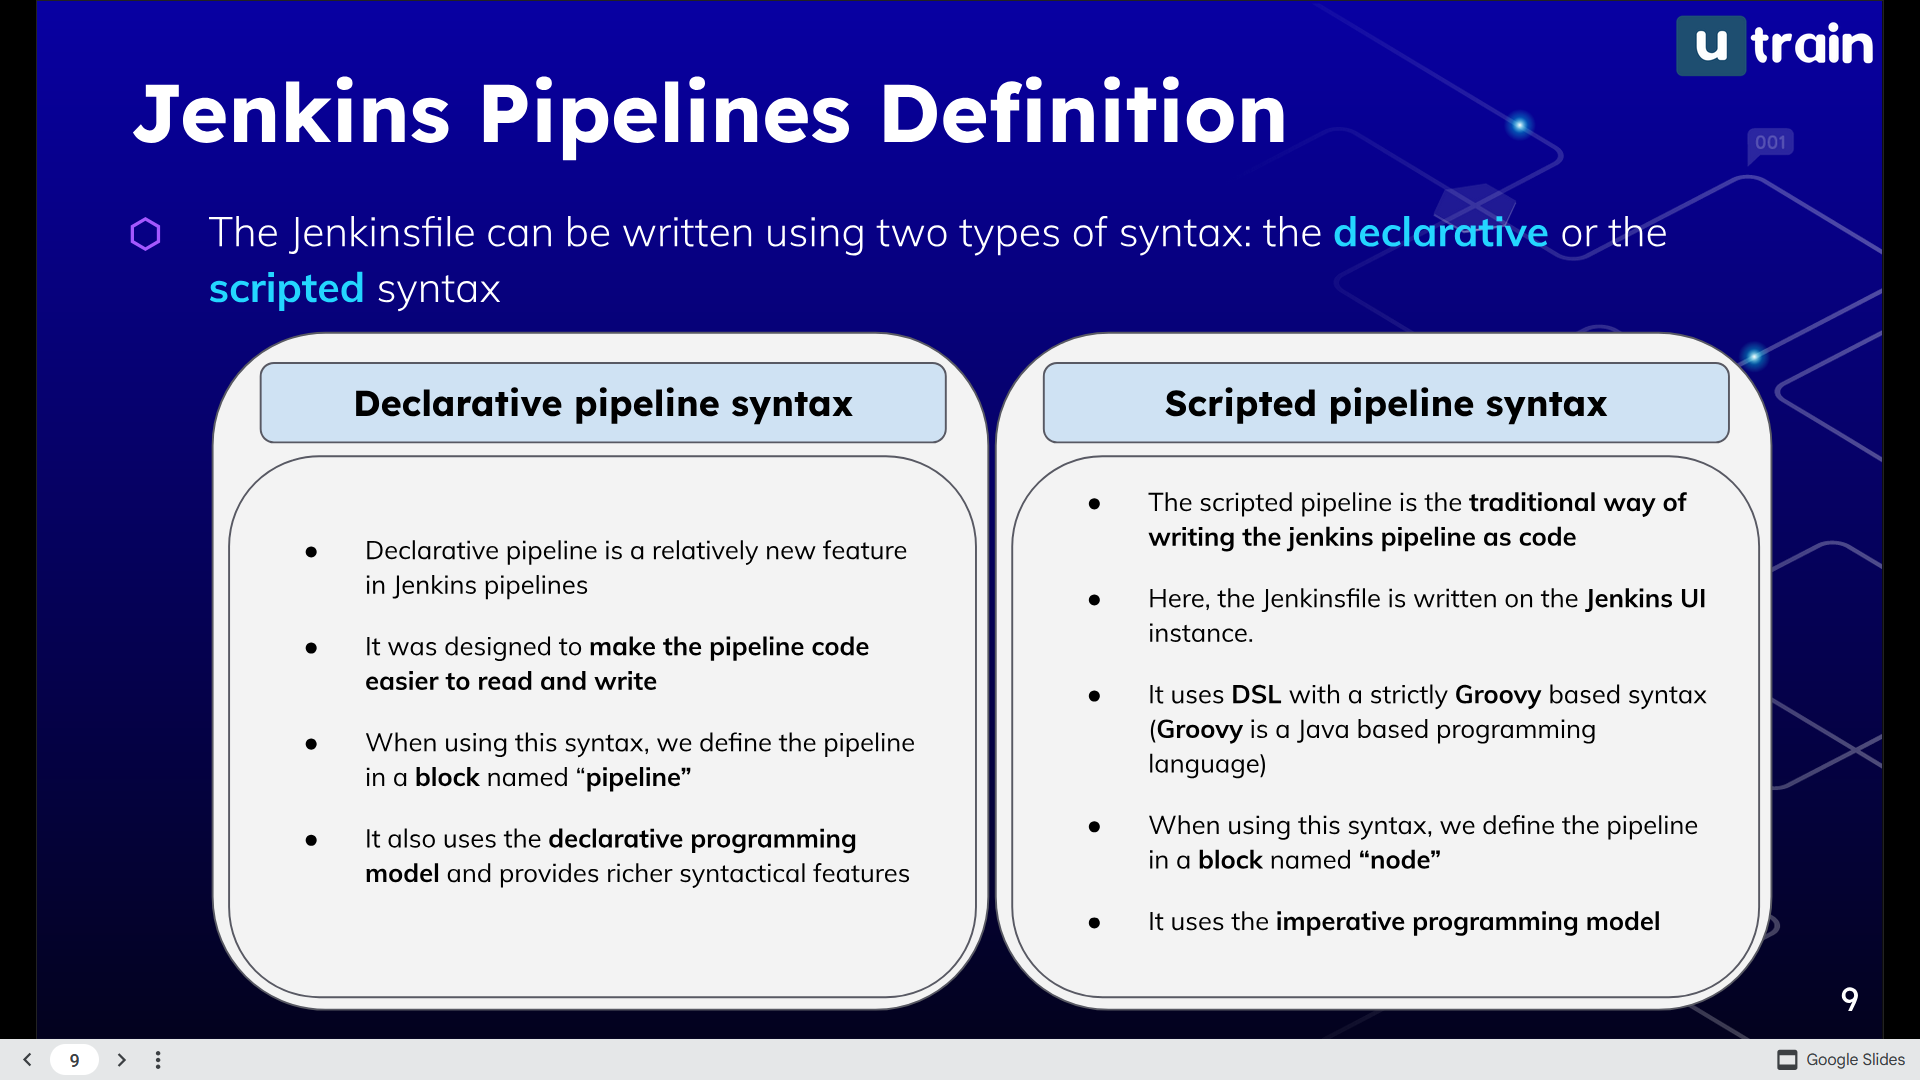 u train
Jenkins Pipelines Definition
001
The Jenkinsfile can be written using two types of syntax: the declarative or the
scripted syntax
Declarative pipeline syntax
● Declarative pipeline is a relatively new feature
in Jenkins pipelines
● It was designed to make the pipeline code
easier to read and write
● When using this syntax, we define the pipeline
in a block named “pipeline”
● It also uses the declarative programming
model and provides richer syntactical features
Scripted pipeline syntax
● The scripted pipeline is the traditional way of
writing the jenkins pipeline as code
● Here, the Jenkinsfile is written on the Jenkins UI
instance.
● It uses DSL with a strictly Groovy based syntax
(Groovy is a Java based programming
language)
● When using this syntax, we define the pipeline
in a block named “node”
● It uses the imperative programming model
9
9
Google Slides